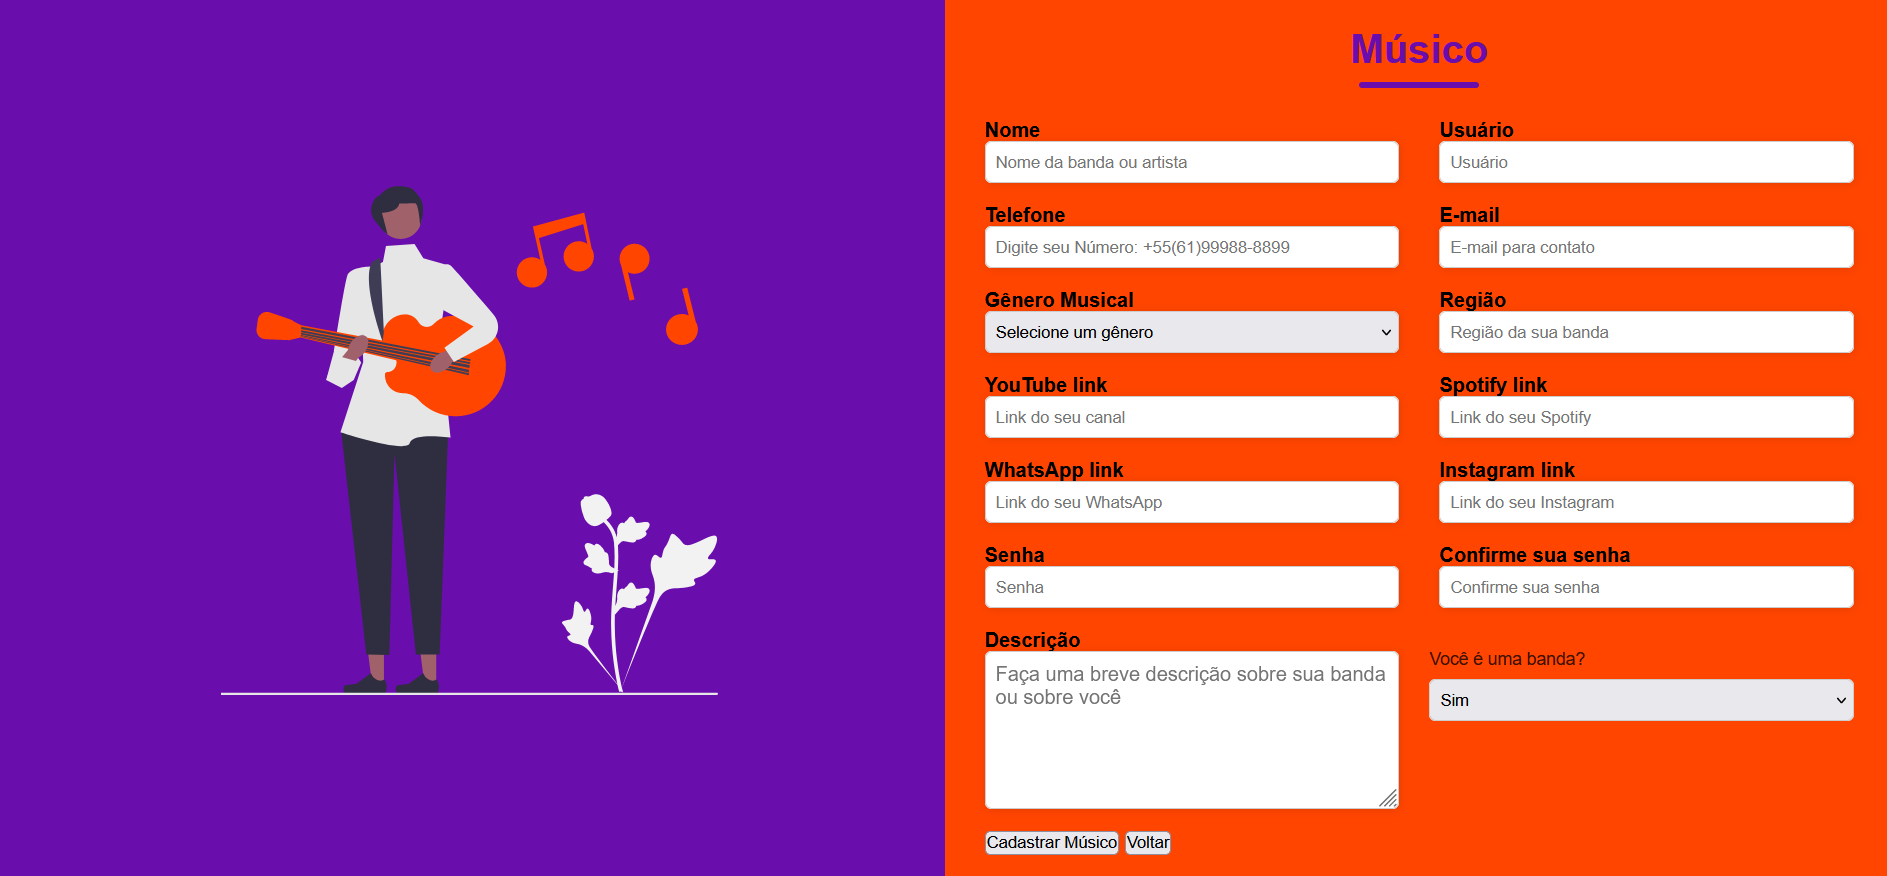 Músico
Nome
Nome da banda ou artista
Usuário
Usuário
Telefone
Digite seu Número: +55(61)99988-8899
E-mail
E-mail para contato
Gênero Musical
Selecione um gênero
Região
Região da sua banda
YouTube link
Link do seu canal
Spotify link
Link do seu Spotify
WhatsApp link
Link do seu WhatsApp
Instagram link
Link do seu Instagram
Senha
Senha
Confirme sua senha
Confirme sua senha
Descrição
Faça uma breve descrição sobre sua banda
ou sobre você
Você é uma banda?
Sim
Cadastrar Músico
Voltar